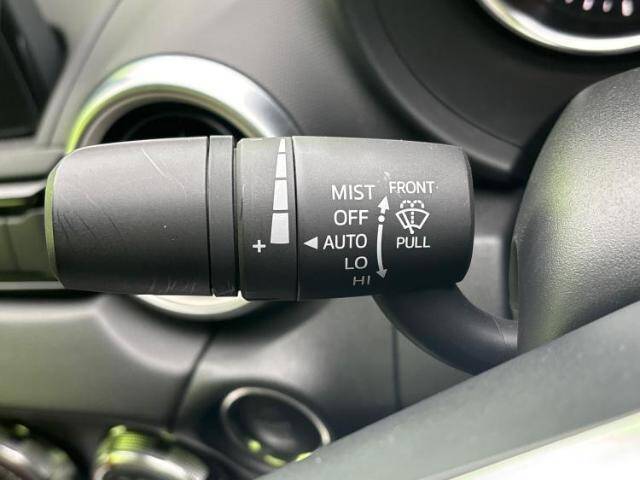 MIST FRONT
OFF
+ ◀ AUTO PULL
LO
HI